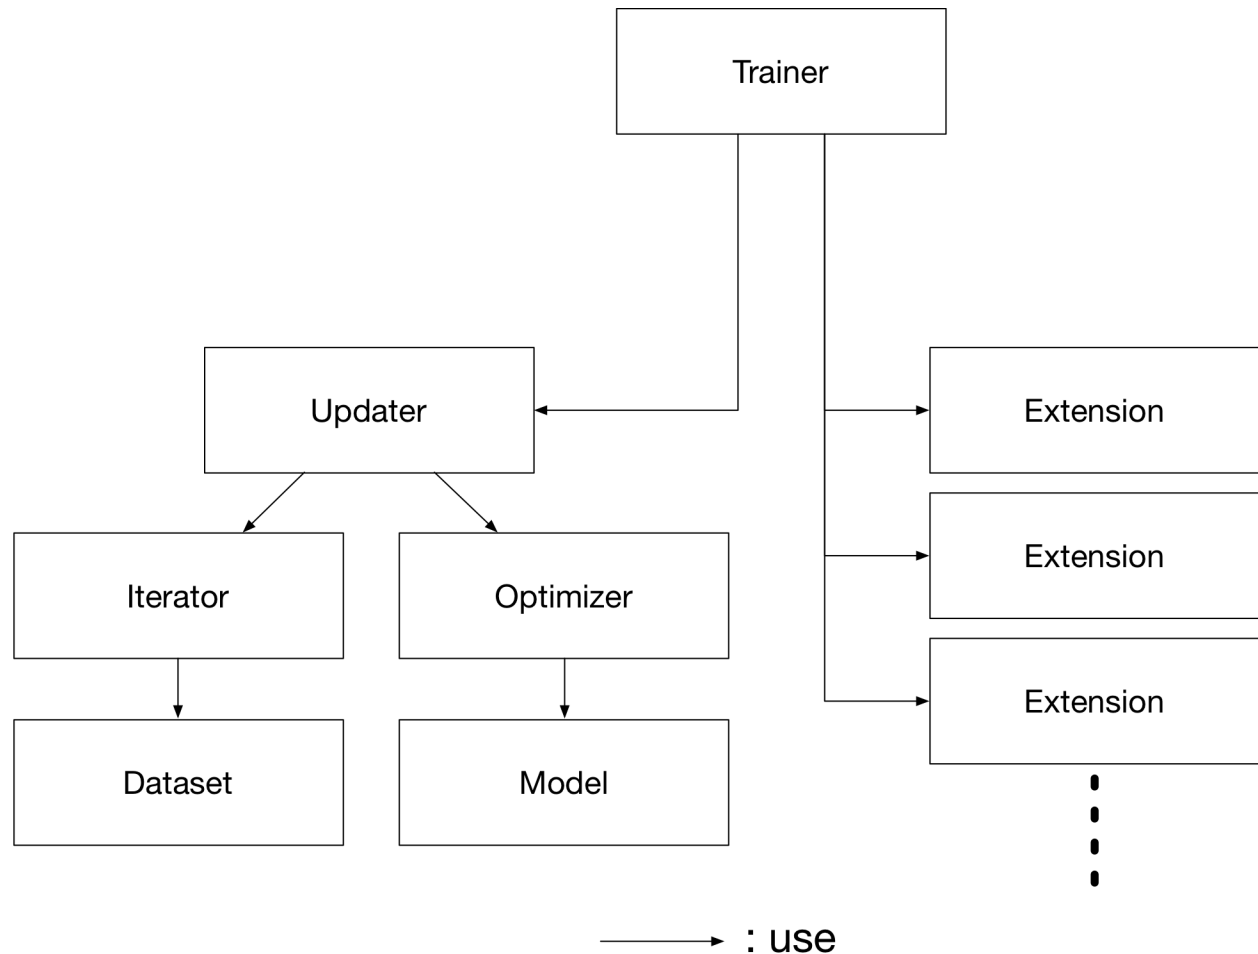 Trainer
Updater
Extension
Iterator
Optimizer
Extension
Extension
Dataset
Model
: use